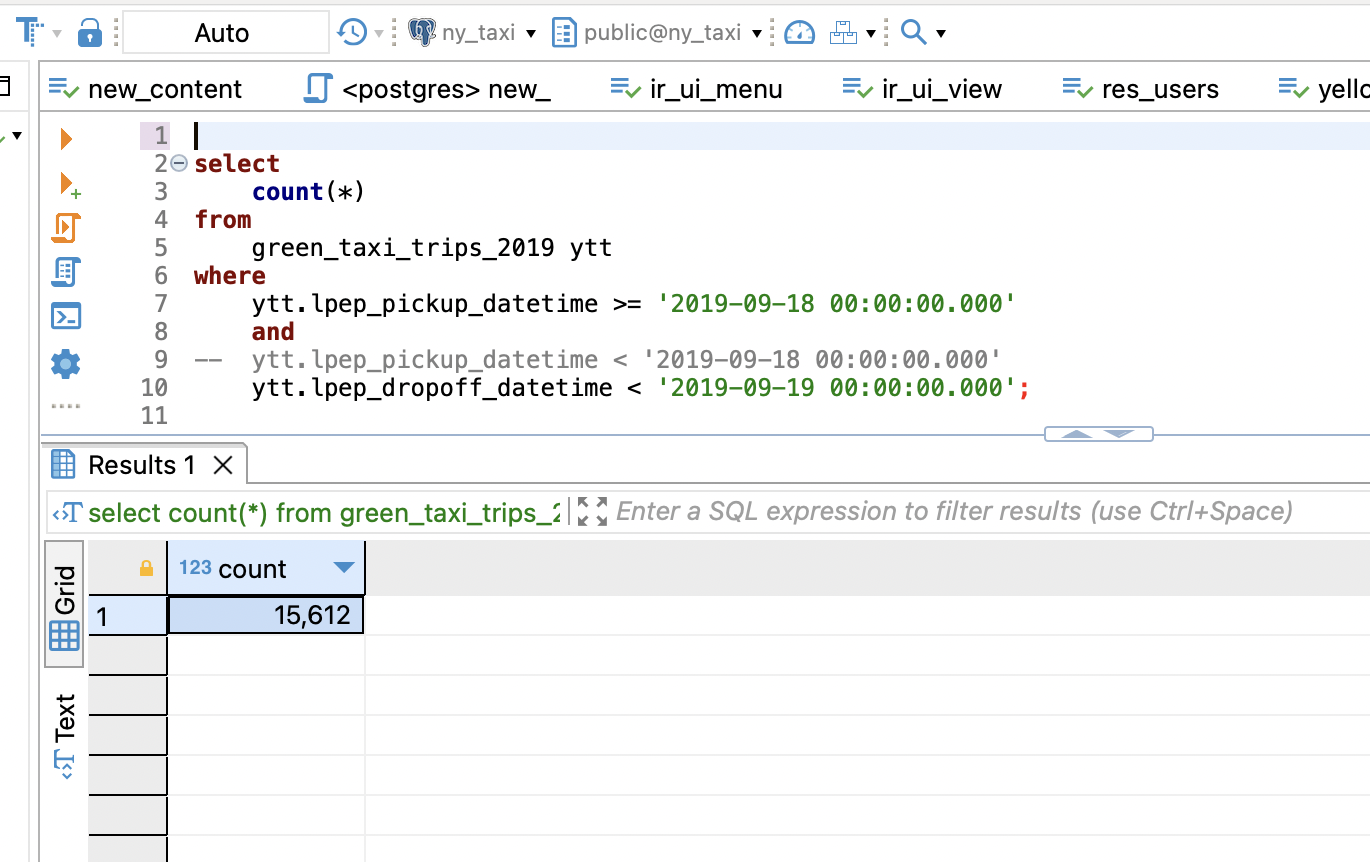 Auto ny_taxi public@ny_taxi
new_content <postgres> new_ ir_ui_menu ir_ui_view res_users yello
1
2 select
3 count(*)
4 from
5 green_taxi_trips_2019 ytt
6 where
7 ytt.lpep_pickup_datetime >= '2019-09-18 00:00:00.000'
8 and
9 -- ytt.lpep_pickup_datetime < '2019-09-18 00:00:00.000'
10 ytt.lpep_dropoff_datetime < '2019-09-19 00:00:00.000';
11
Results 1
select count(*) from green_taxi_trips_2 Enter a SQL expression to filter results (use Ctrl+Space)
Grid
123 count
1 15,612
Text